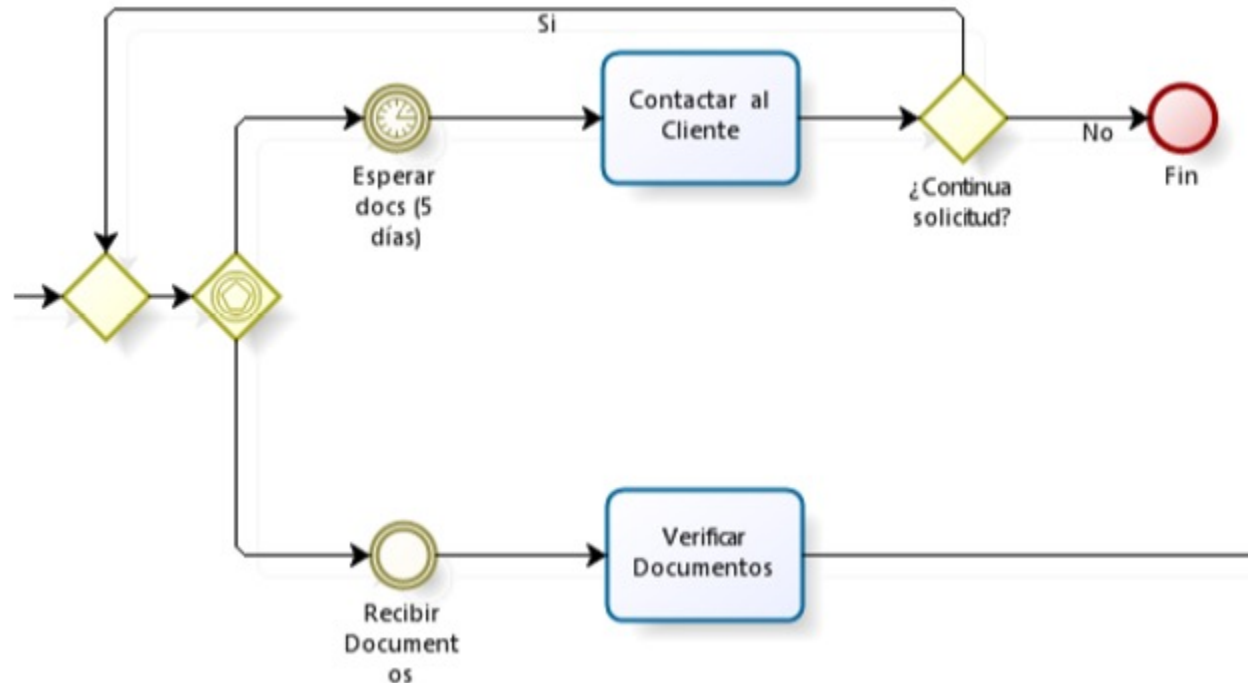 Si
Contactar al
Cliente
No
Esperar
docs (5
días)
¿Continua
solicitud?
Fin
Verificar
Documentos
Recibir
Document
os